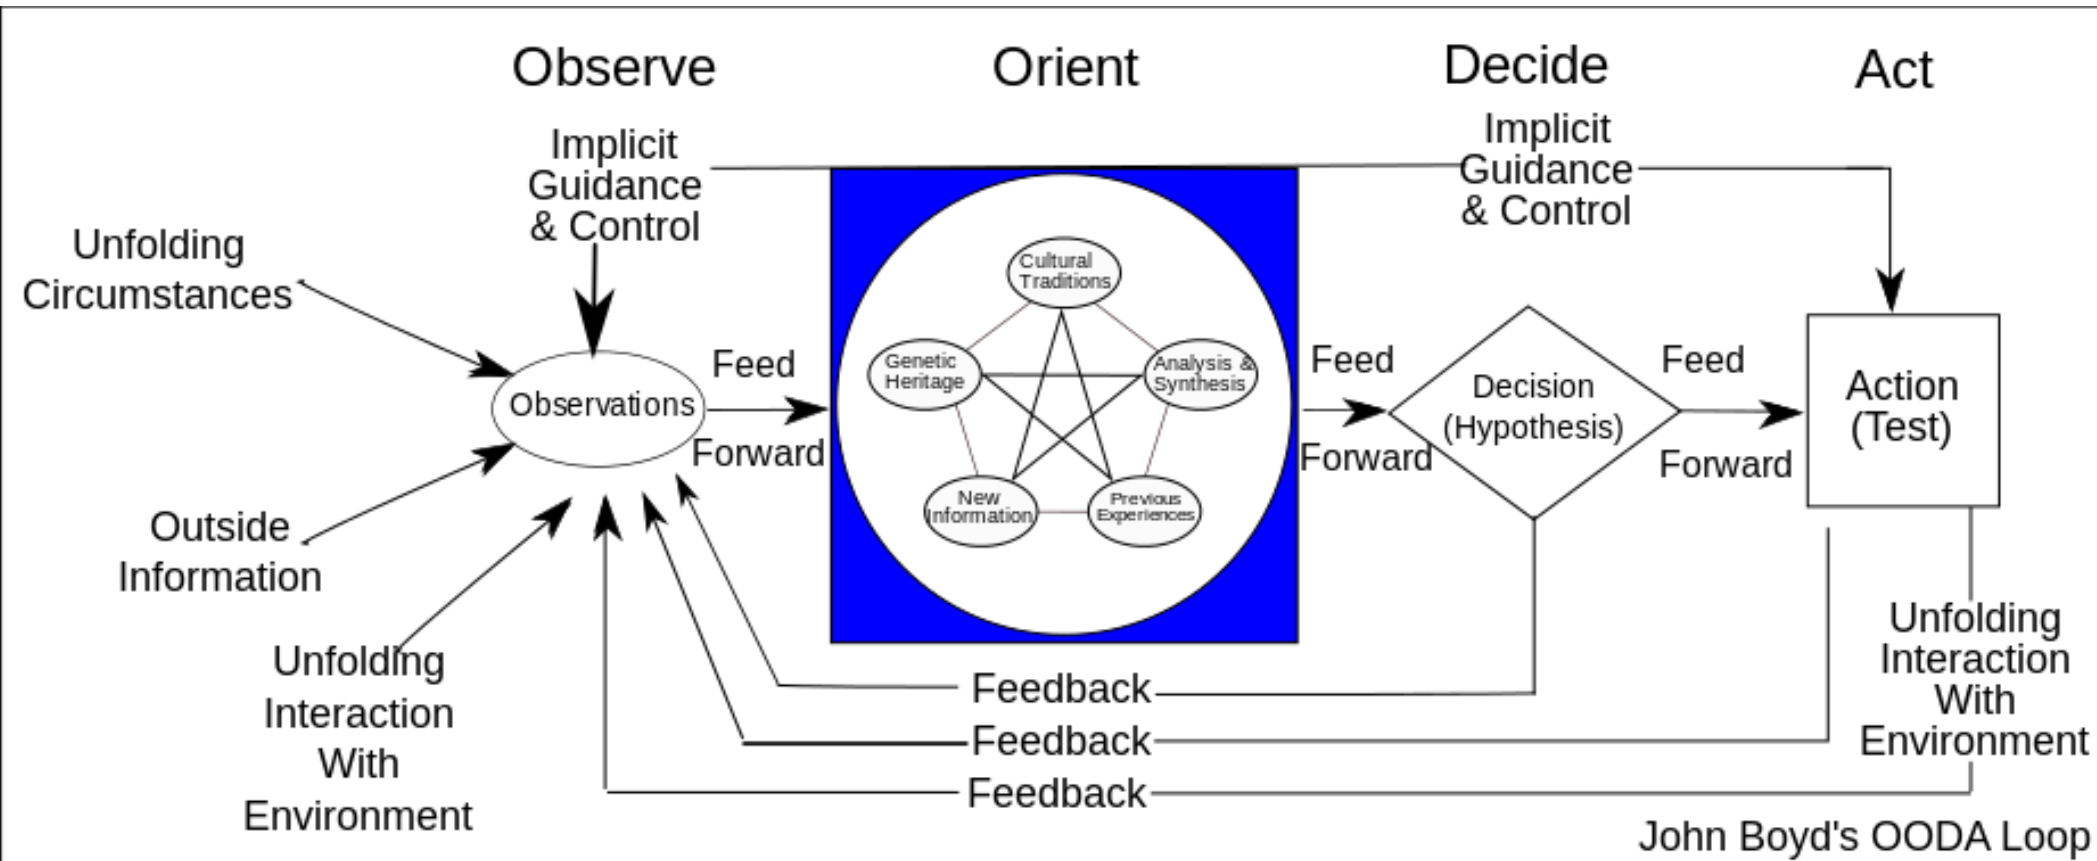 Observe
Orient
Decide
Act
Implicit
Guidance
& Control
Implicit
Guidance
& Control
Unfolding
Circumstances
Observations
Feed
Forward
Cultural
Traditions
Genetic
Heritage
Analysis &
Synthesis
New
Information
Previous
Experiences
Feed
Forward
Decision
(Hypothesis)
Feed
Forward
Action
(Test)
Outside
Information
Unfolding
Interaction
With
Environment
Feedback
Feedback
Feedback
Unfolding
Interaction
With
Environment
John Boyd's OODA Loop